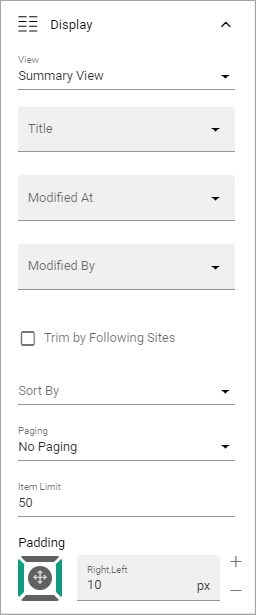 Display
View
Summary View
Title
Modified At
Modified By
Trim by Following Sites
Sort By
Paging
No Paging
Item Limit
50
Padding
Right,Left
10 px